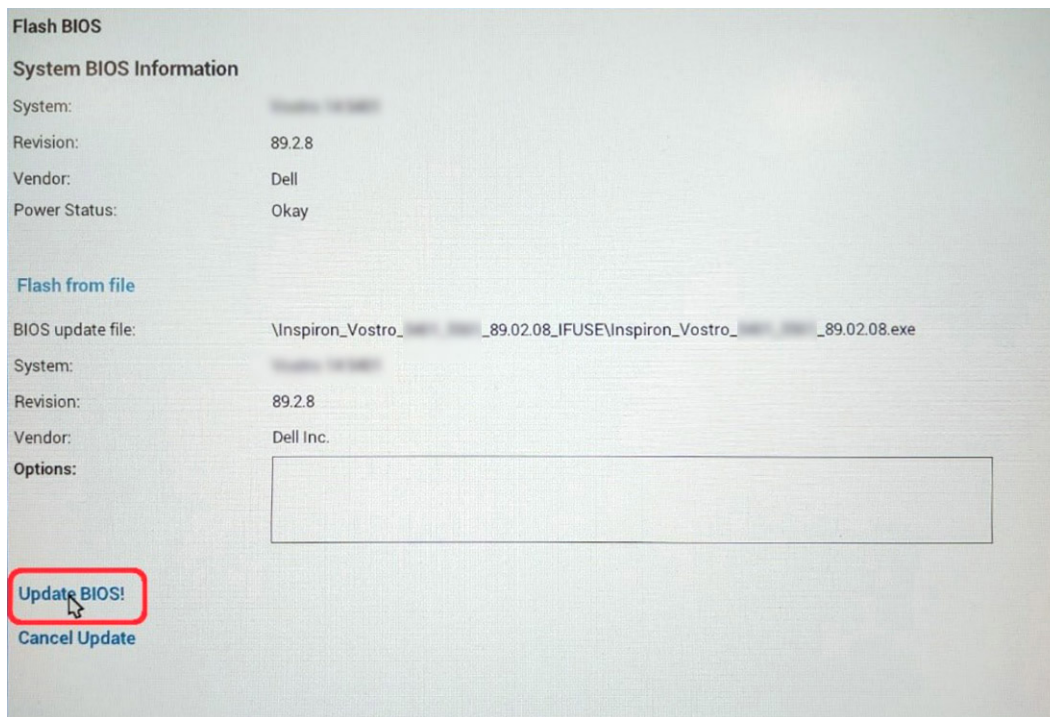 Flash BIOS
System BIOS Information
System:
Revision: 89.2.8
Vendor: Dell
Power Status: Okay
Flash from file
BIOS update file: \Inspiron_Vostro_ _89.02.08_IFUSE\Inspiron_Vostro_ _89.02.08.exe
System:
Revision: 89.2.8
Vendor: Dell Inc.
Options:
Update BIOS!
Cancel Update